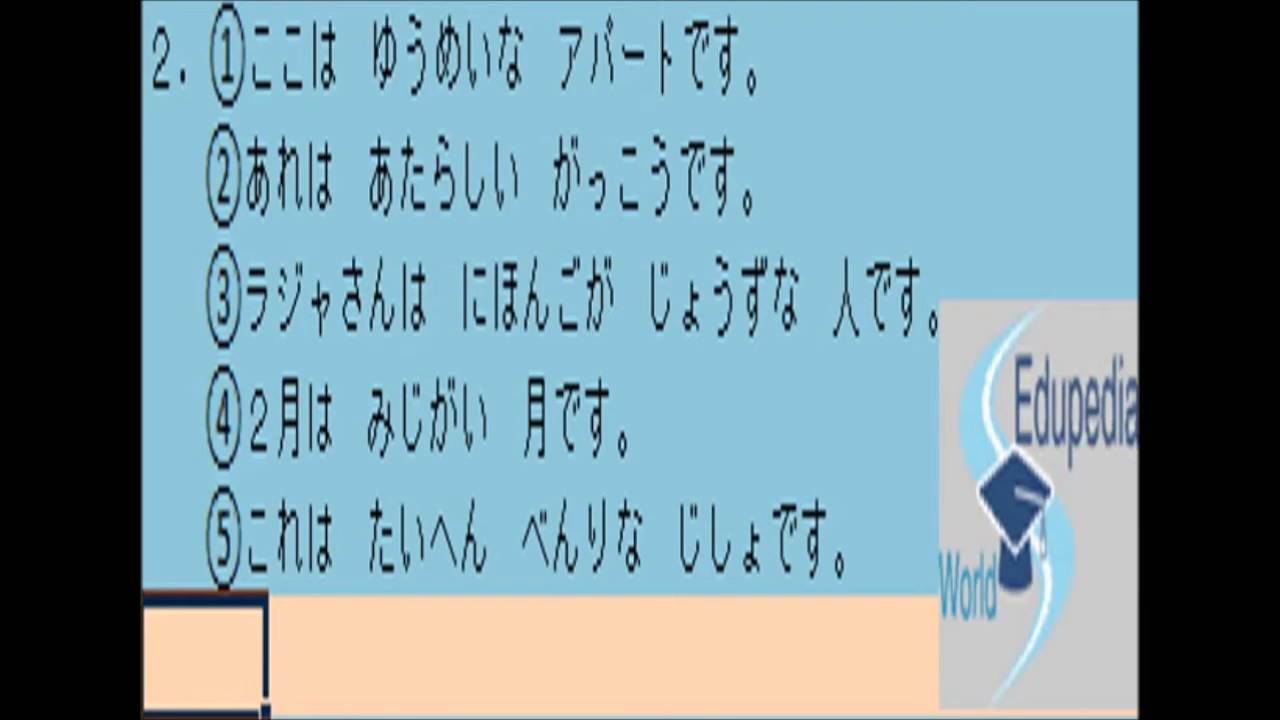 2. ①ここは ゆうめいな アパートです。
②あれは あたらしい がっこうです。
③ラジャさんは にほんごが じょうずな 人です。
④2月は みじがい 月です。
⑤これは たいへん べんりな じしょです。
Edupedia
World